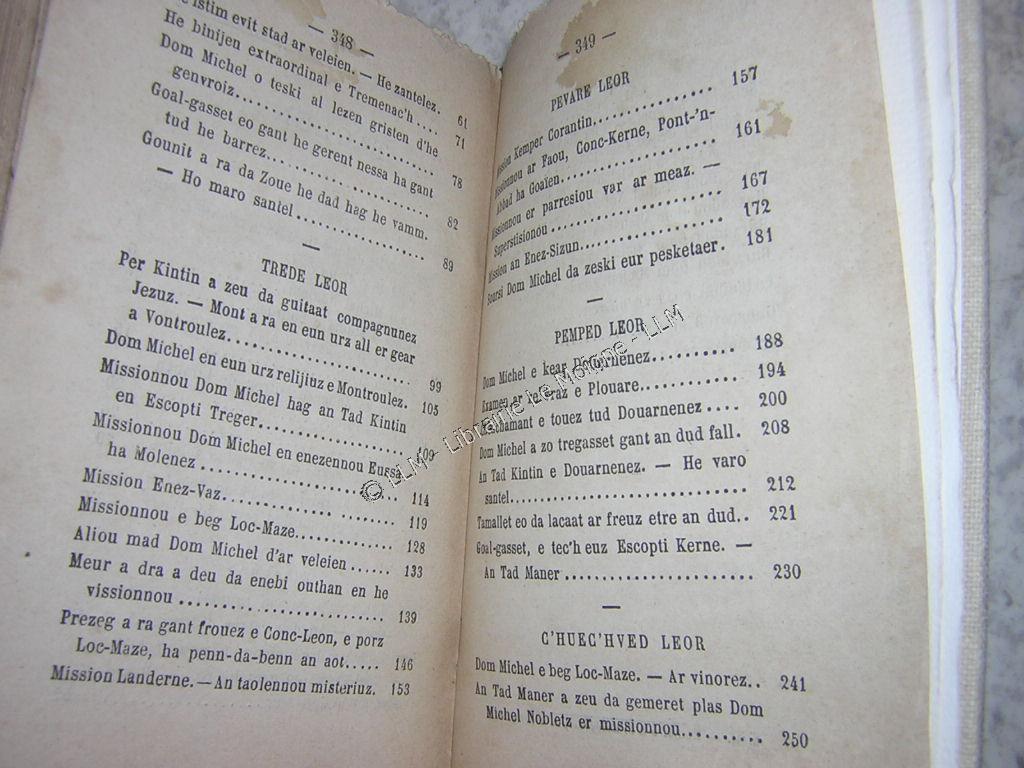 — 348 —
istim evit stad ar veleien. — He zantelez. 61
He binijen extraordinal e Tremenac'h.... 71
Dom Michel o teski al lezen gristen d'he
genvroiz........................ 78
Goal-gasset eo gant he gerent nessa ha gant
tud he barrez........................ 82
Gounit a ra da Zoue he dad hag he vamm.
— Ho maro santel.................... 89
—
TREDE LEOR
Per Kintin a zeu da guitaat compagnunez
Jezuz. — Mont a ra en eun urz all er gear
a Vontroulez........................ 99
Dom Michel en eun urz relijiuz e Montroulez. 105
Missionnou Dom Michel hag an Tad Kintin
en Escopti Treger.................... 109
Missionnou Dom Michel en enezennou Eussa
ha Molenez........................ 114
Mission Enez-Vaz.................... 119
Missionnou e beg Loc-Maze............. 128
Aliou mad Dom Michel d'ar veleien...... 133
Meur a dra a deu da enebi outhan en he
vissionnou........................ 139
Prezeg a ra gant frouez e Conc-Leon, e porz
Loc-Maze, ha penn-da-benn an aot..... 146
Mission Landerne. — An taolennou misteriuz. 153
— 349 —
PEVARE LEOR
Mission Kemper Corantin............... 157
Missionnou ar Faou, Conc-Kerne, Pont-'n-
Abbad ha Goaïen.................... 161
Missionnou er parresiou var ar meaz. —
Superstisionou.................... 167
Mission an Enez-Sizun............... 172
Soursi Dom Michel da zeski eur pesketaer. 181
—
PEMPED LEOR
Dom Michel e kear Douarnenez.......... 188
Examen ar e Plouare............ 194
e touez tud Douarnenez.... 200
Dom Michel a zo tregasset gant an dud fall. 208
An Tad Kintin e Douarnenez. — He varo
santel............................ 212
Tamallet eo da lacaat ar freuz etre an dud.. 221
Goal-gasset, e tec'h euz Escopti Kerne. —
An Tad Maner........................ 230
—
C'HUEC'HVED LEOR
Dom Michel e beg Loc-Maze. — Ar vinorez.. 241
An Tad Maner a zeu da gemeret plas Dom
Michel Nobletz er missionnou.......... 250
© LLM - Librairie Le Moigne - LLM